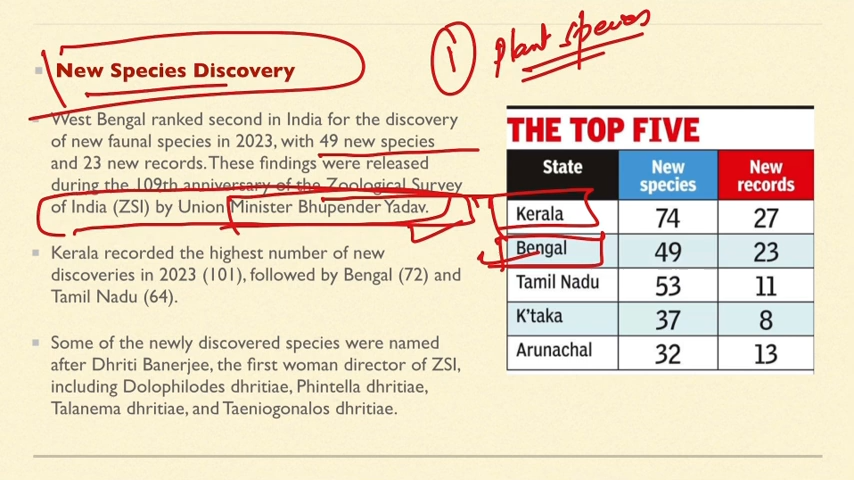 New Species Discovery
① Plant species
West Bengal ranked second in India for the discovery
of new faunal species in 2023, with 49 new species
and 23 new records. These findings were released
during the 109th anniversary of the Zoological Survey
of India (ZSI) by Union Minister Bhupender Yadav.
Kerala recorded the highest number of new
discoveries in 2023 (101), followed by Bengal (72) and
Tamil Nadu (64).
Some of the newly discovered species were named
after Dhriti Banerjee, the first woman director of ZSI,
including Dolophilodes dhritiae, Phintella dhritiae,
Talanema dhritiae, and Taeniogonalos dhritiae.
THE TOP FIVE
State New species New records
Kerala 74 27
Bengal 49 23
Tamil Nadu 53 11
K'taka 37 8
Arunachal 32 13